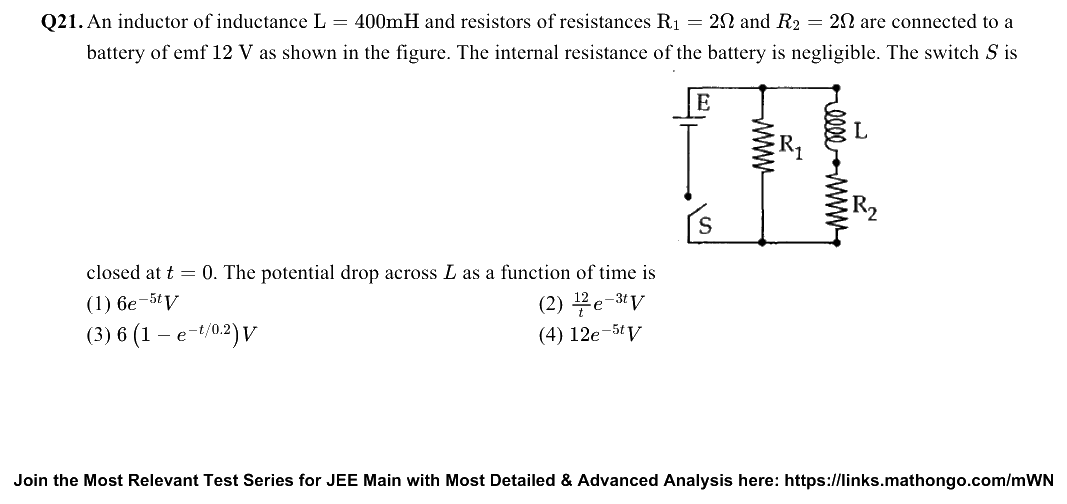 Q21. An inductor of inductance L = 400mH and resistors of resistances R₁ = 2Ω and R₂ = 2Ω are connected to a
battery of emf 12 V as shown in the figure. The internal resistance of the battery is negligible. The switch S is
E
L
R₁
R₂
S
closed at t = 0. The potential drop across L as a function of time is
(1) 6e^{-5t}V (2) \frac{12}{t}e^{-3t}V
(3) 6 (1 − e^{-t/0.2})V (4) 12e^{-5t}V
Join the Most Relevant Test Series for JEE Main with Most Detailed & Advanced Analysis here: https://links.mathongo.com/mWN